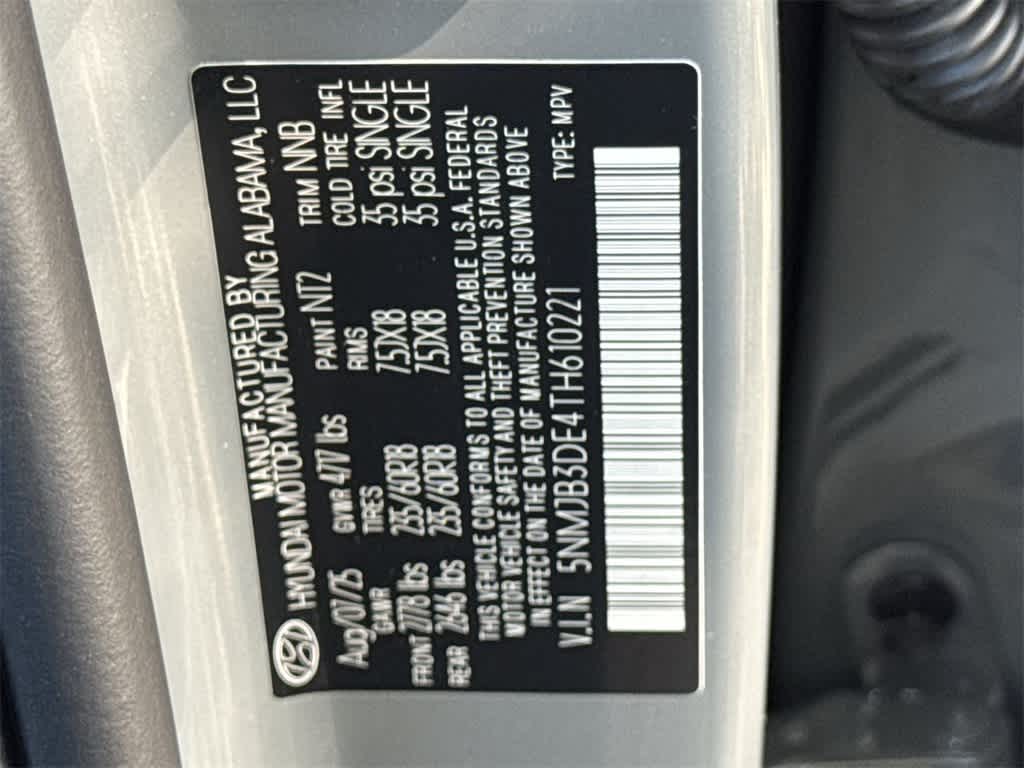 MANUFACTURED BY
HYUNDAI MOTOR MANUFACTURING ALABAMA, LLC
Aug/07/25 GVWR 4717 lbs PAINT NT2 TRIM NNB
GAWR TIRES RIMS COLD TIRE INFL
FRONT 2778 lbs 235/60R18 7.5JX18 35 psi SINGLE
REAR 2646 lbs 235/60R18 7.5JX18 35 psi SINGLE
THIS VEHICLE CONFORMS TO ALL APPLICABLE U.S.A. FEDERAL
MOTOR VEHICLE SAFETY AND THEFT PREVENTION STANDARDS
IN EFFECT ON THE DATE OF MANUFACTURE SHOWN ABOVE
V.I.N 5NMJB3DE4TH610221 TYPE: MPV